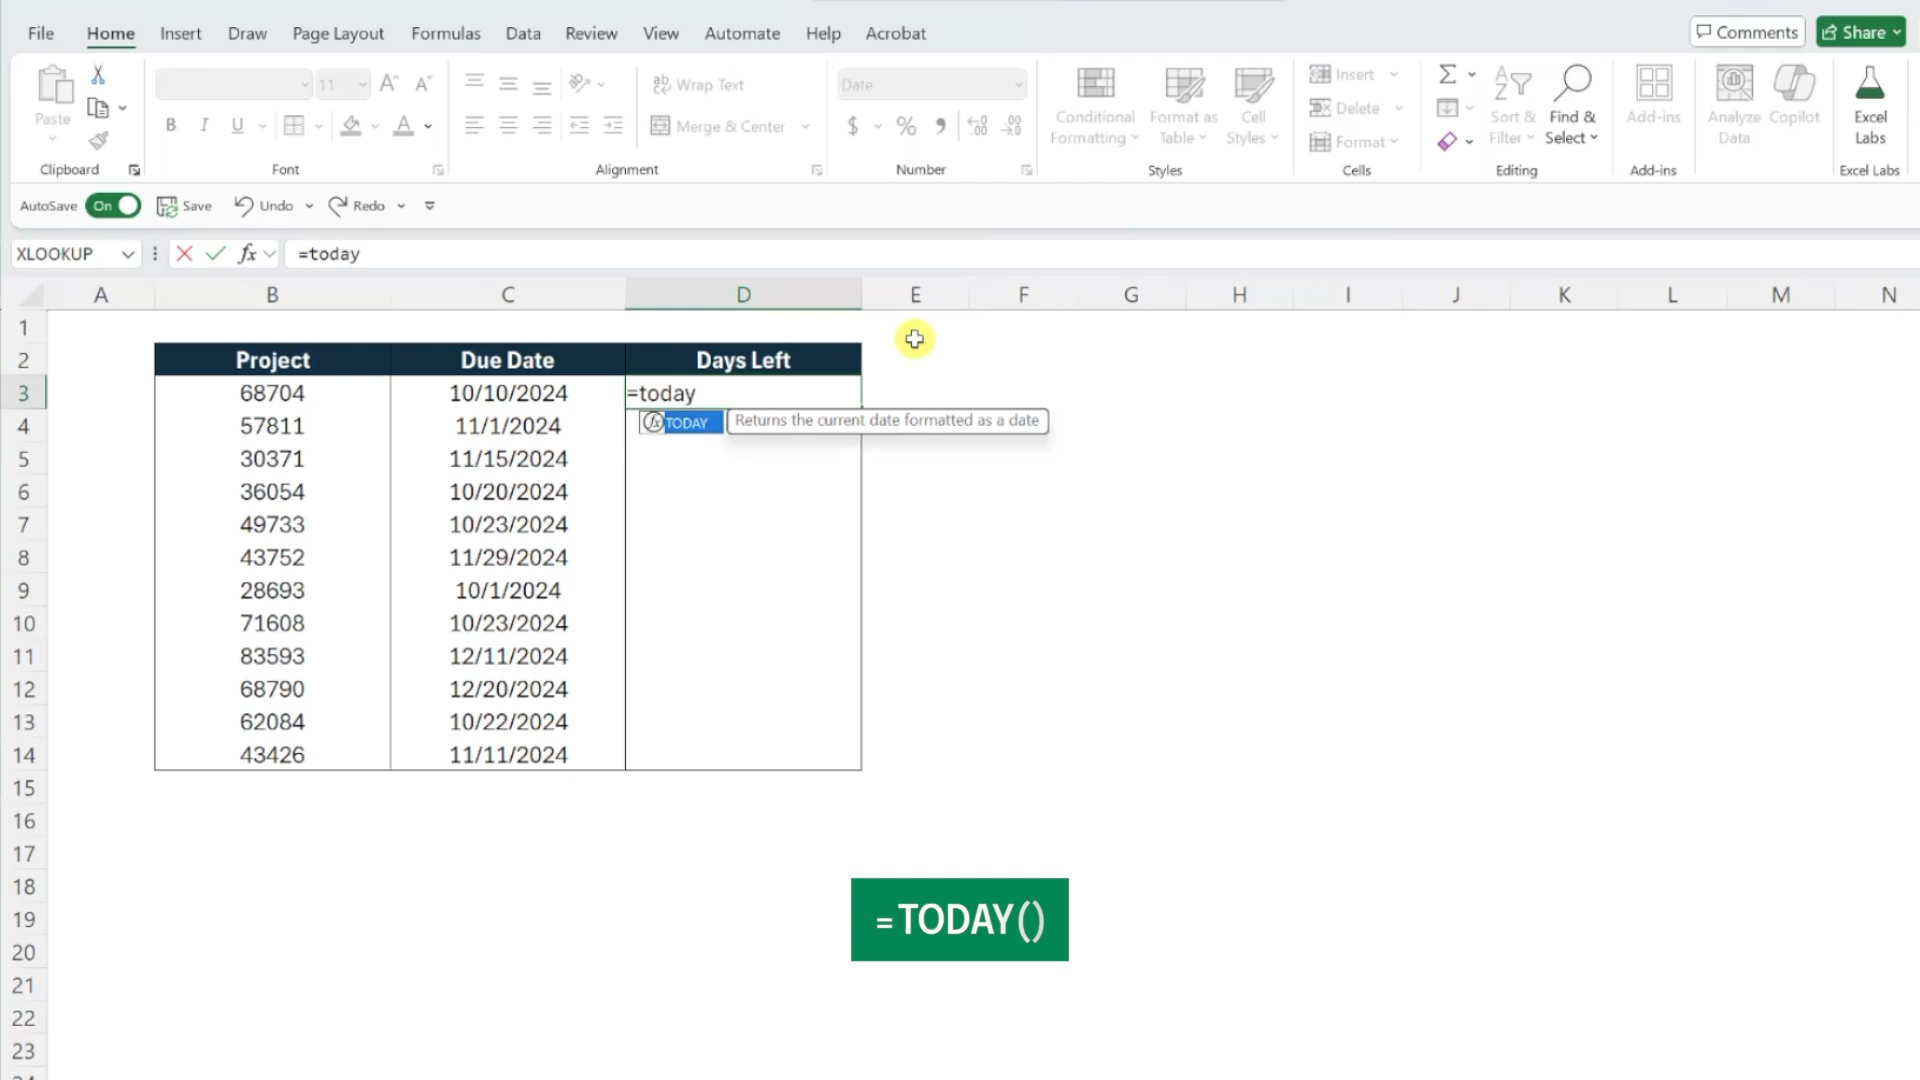 File Home Insert Draw Page Layout Formulas Data Review View Automate Help Acrobat Comments Share
Paste 11 Wrap Text Date Conditional Formatting Format as Table Cell Styles Insert Sort & Filter Find & Select Add-ins Analyze Data Copilot Excel Labs
B I U Merge & Center $ % Delete
Format
Clipboard Font Alignment Number Styles Cells Editing Add-ins Excel Labs
AutoSave On Save Undo Redo
XLOOKUP fx =today
A B C D E F G H I J K L M N
1
2 Project Due Date Days Left
3 68704 10/10/2024 =today
4 57811 11/1/2024 TODAY Returns the current date formatted as a date
5 30371 11/15/2024
6 36054 10/20/2024
7 49733 10/23/2024
8 43752 11/29/2024
9 28693 10/1/2024
10 71608 10/23/2024
11 83593 12/11/2024
12 68790 12/20/2024
13 62084 10/22/2024
14 43426 11/11/2024
15
16
17
18
19 =TODAY()
20
21
22
23